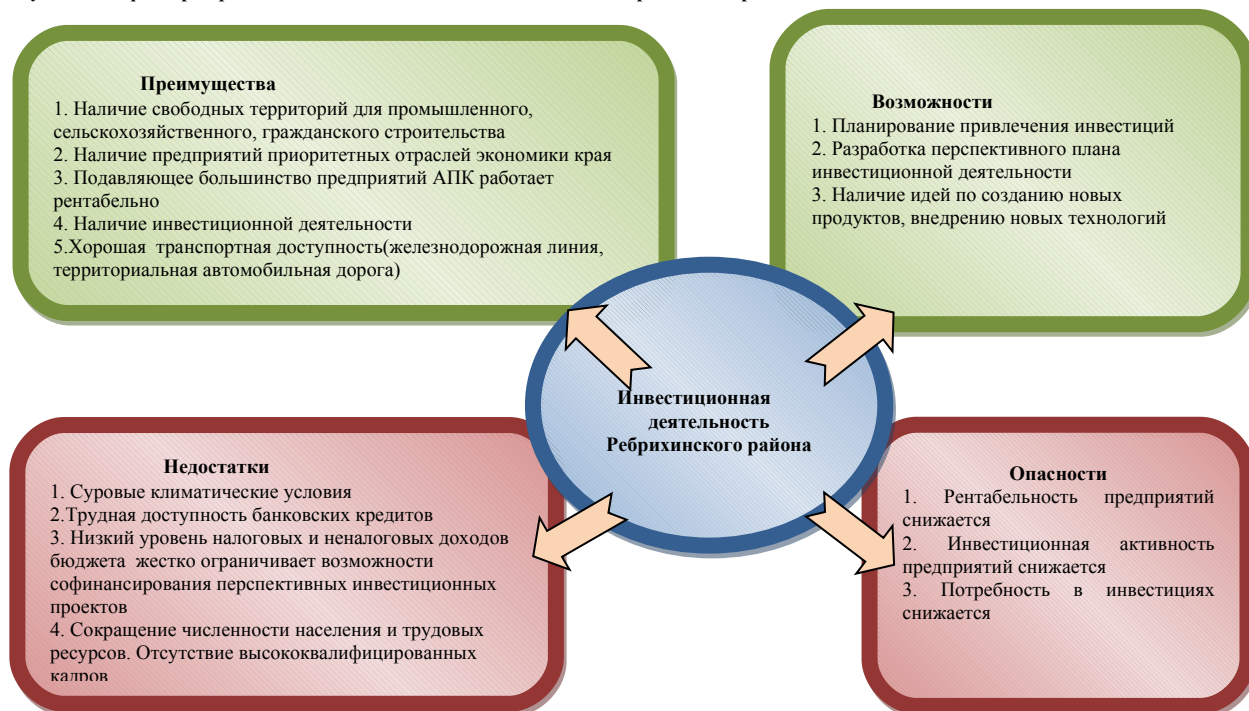 Преимущества
1. Наличие свободных территорий для промышленного,
сельскохозяйственного, гражданского строительства
2. Наличие предприятий приоритетных отраслей экономики края
3. Подавляющее большинство предприятий АПК работает
рентабельно
4. Наличие инвестиционной деятельности
5.Хорошая транспортная доступность(железнодорожная линия,
территориальная автомобильная дорога)
Возможности
1. Планирование привлечения инвестиций
2. Разработка перспективного плана
инвестиционной деятельности
3. Наличие идей по созданию новых
продуктов, внедрению новых технологий
Инвестиционная
деятельность
Ребрихинского района
Недостатки
1. Суровые климатические условия
2.Трудная доступность банковских кредитов
3. Низкий уровень налоговых и неналоговых доходов
бюджета жестко ограничивает возможности
софинансирования перспективных инвестиционных
проектов
4. Сокращение численности населения и трудовых
ресурсов. Отсутствие высококвалифицированных
кадров
Опасности
1. Рентабельность предприятий
снижается
2. Инвестиционная активность
предприятий снижается
3. Потребность в инвестициях
снижается